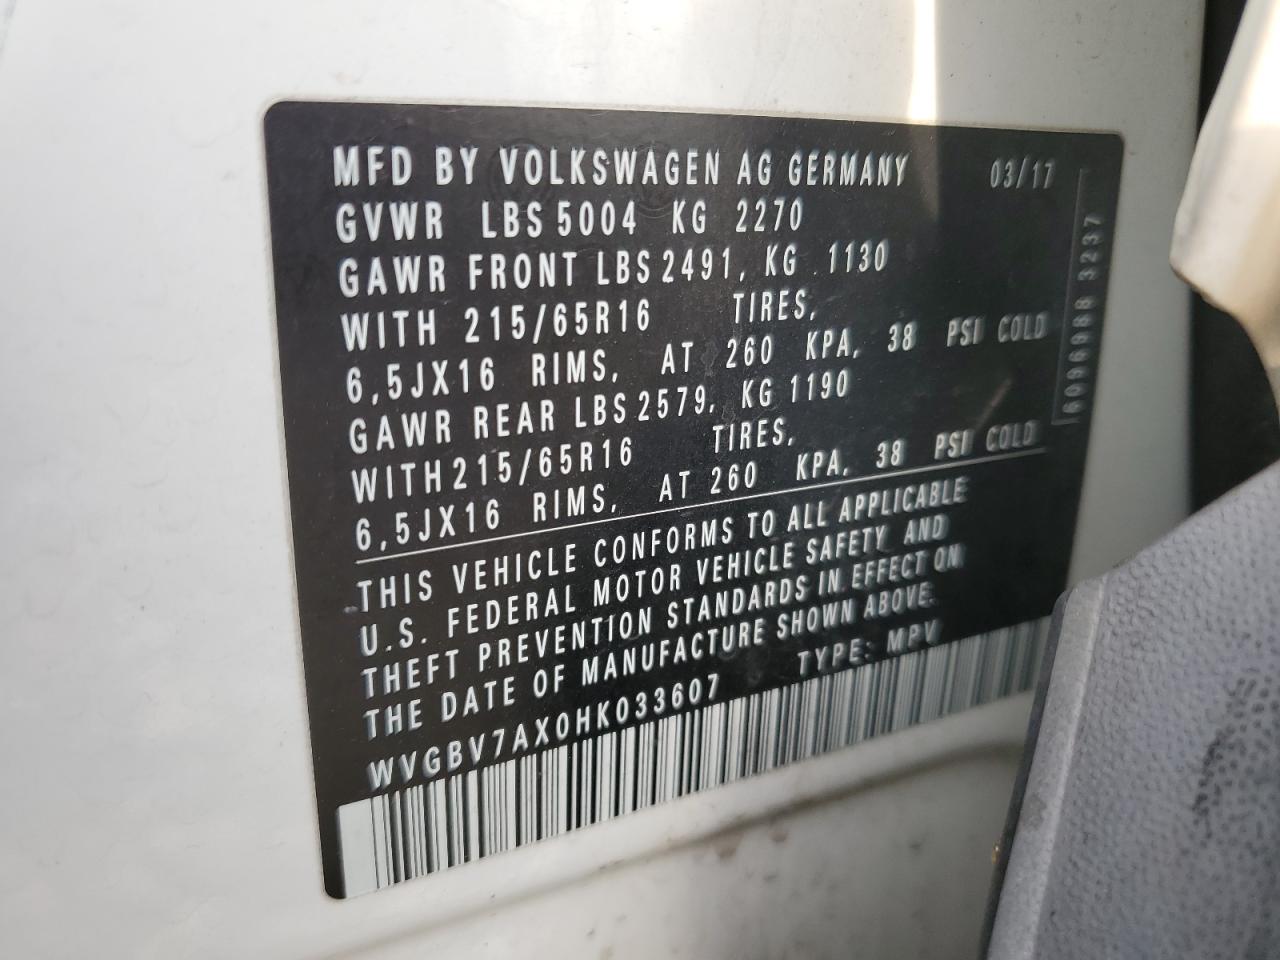 MFD BY VOLKSWAGEN AG GERMANY 03/17
GVWR LBS 5004 KG 2270
GAWR FRONT LBS 2491, KG 1130
WITH 215/65R16 TIRES,
6,5JX16 RIMS, AT 260 KPA, 38 PSI COLD
GAWR REAR LBS 2579, KG 1190
WITH 215/65R16 TIRES,
6,5JX16 RIMS, AT 260 KPA, 38 PSI COLD
THIS VEHICLE CONFORMS TO ALL APPLICABLE
U.S. FEDERAL MOTOR VEHICLE SAFETY AND
THEFT PREVENTION STANDARDS IN EFFECT ON
THE DATE OF MANUFACTURE SHOWN ABOVE.
WVGBV7AX0HK033607 TYPE: MPV
6096988 3237